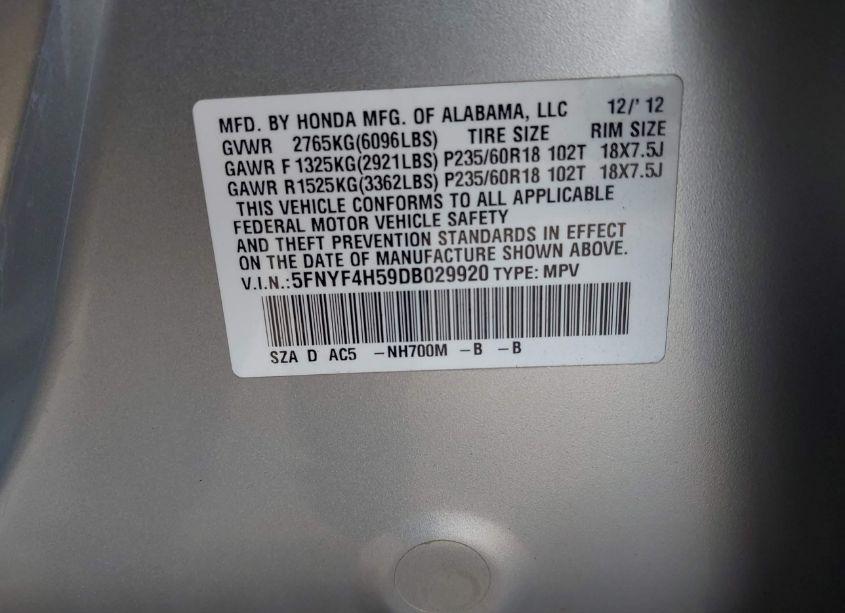 MFD. BY HONDA MFG. OF ALABAMA, LLC 12/' 12
GVWR 2765KG(6096LBS) TIRE SIZE RIM SIZE
GAWR F 1325KG(2921LBS) P235/60R18 102T 18X7.5J
GAWR R1525KG(3362LBS) P235/60R18 102T 18X7.5J
THIS VEHICLE CONFORMS TO ALL APPLICABLE
FEDERAL MOTOR VEHICLE SAFETY
AND THEFT PREVENTION STANDARDS IN EFFECT
ON THE DATE OF MANUFACTURE SHOWN ABOVE.
V.I.N.:5FNYF4H59DB029920 TYPE: MPV
SZA D AC5 -NH700M -B -B